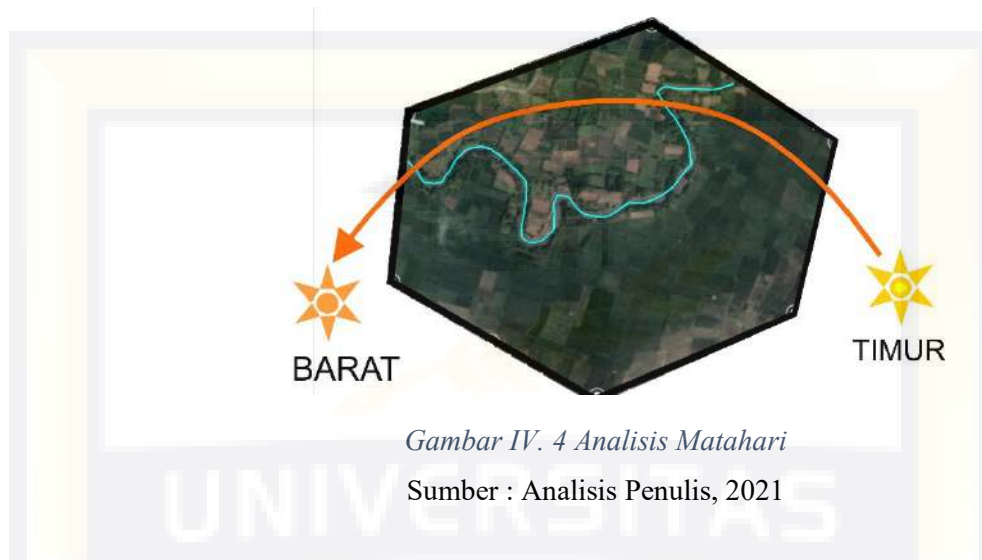 BARAT
TIMUR
Gambar IV. 4 Analisis Matahari
Sumber : Analisis Penulis, 2021
UNIVERSITAS